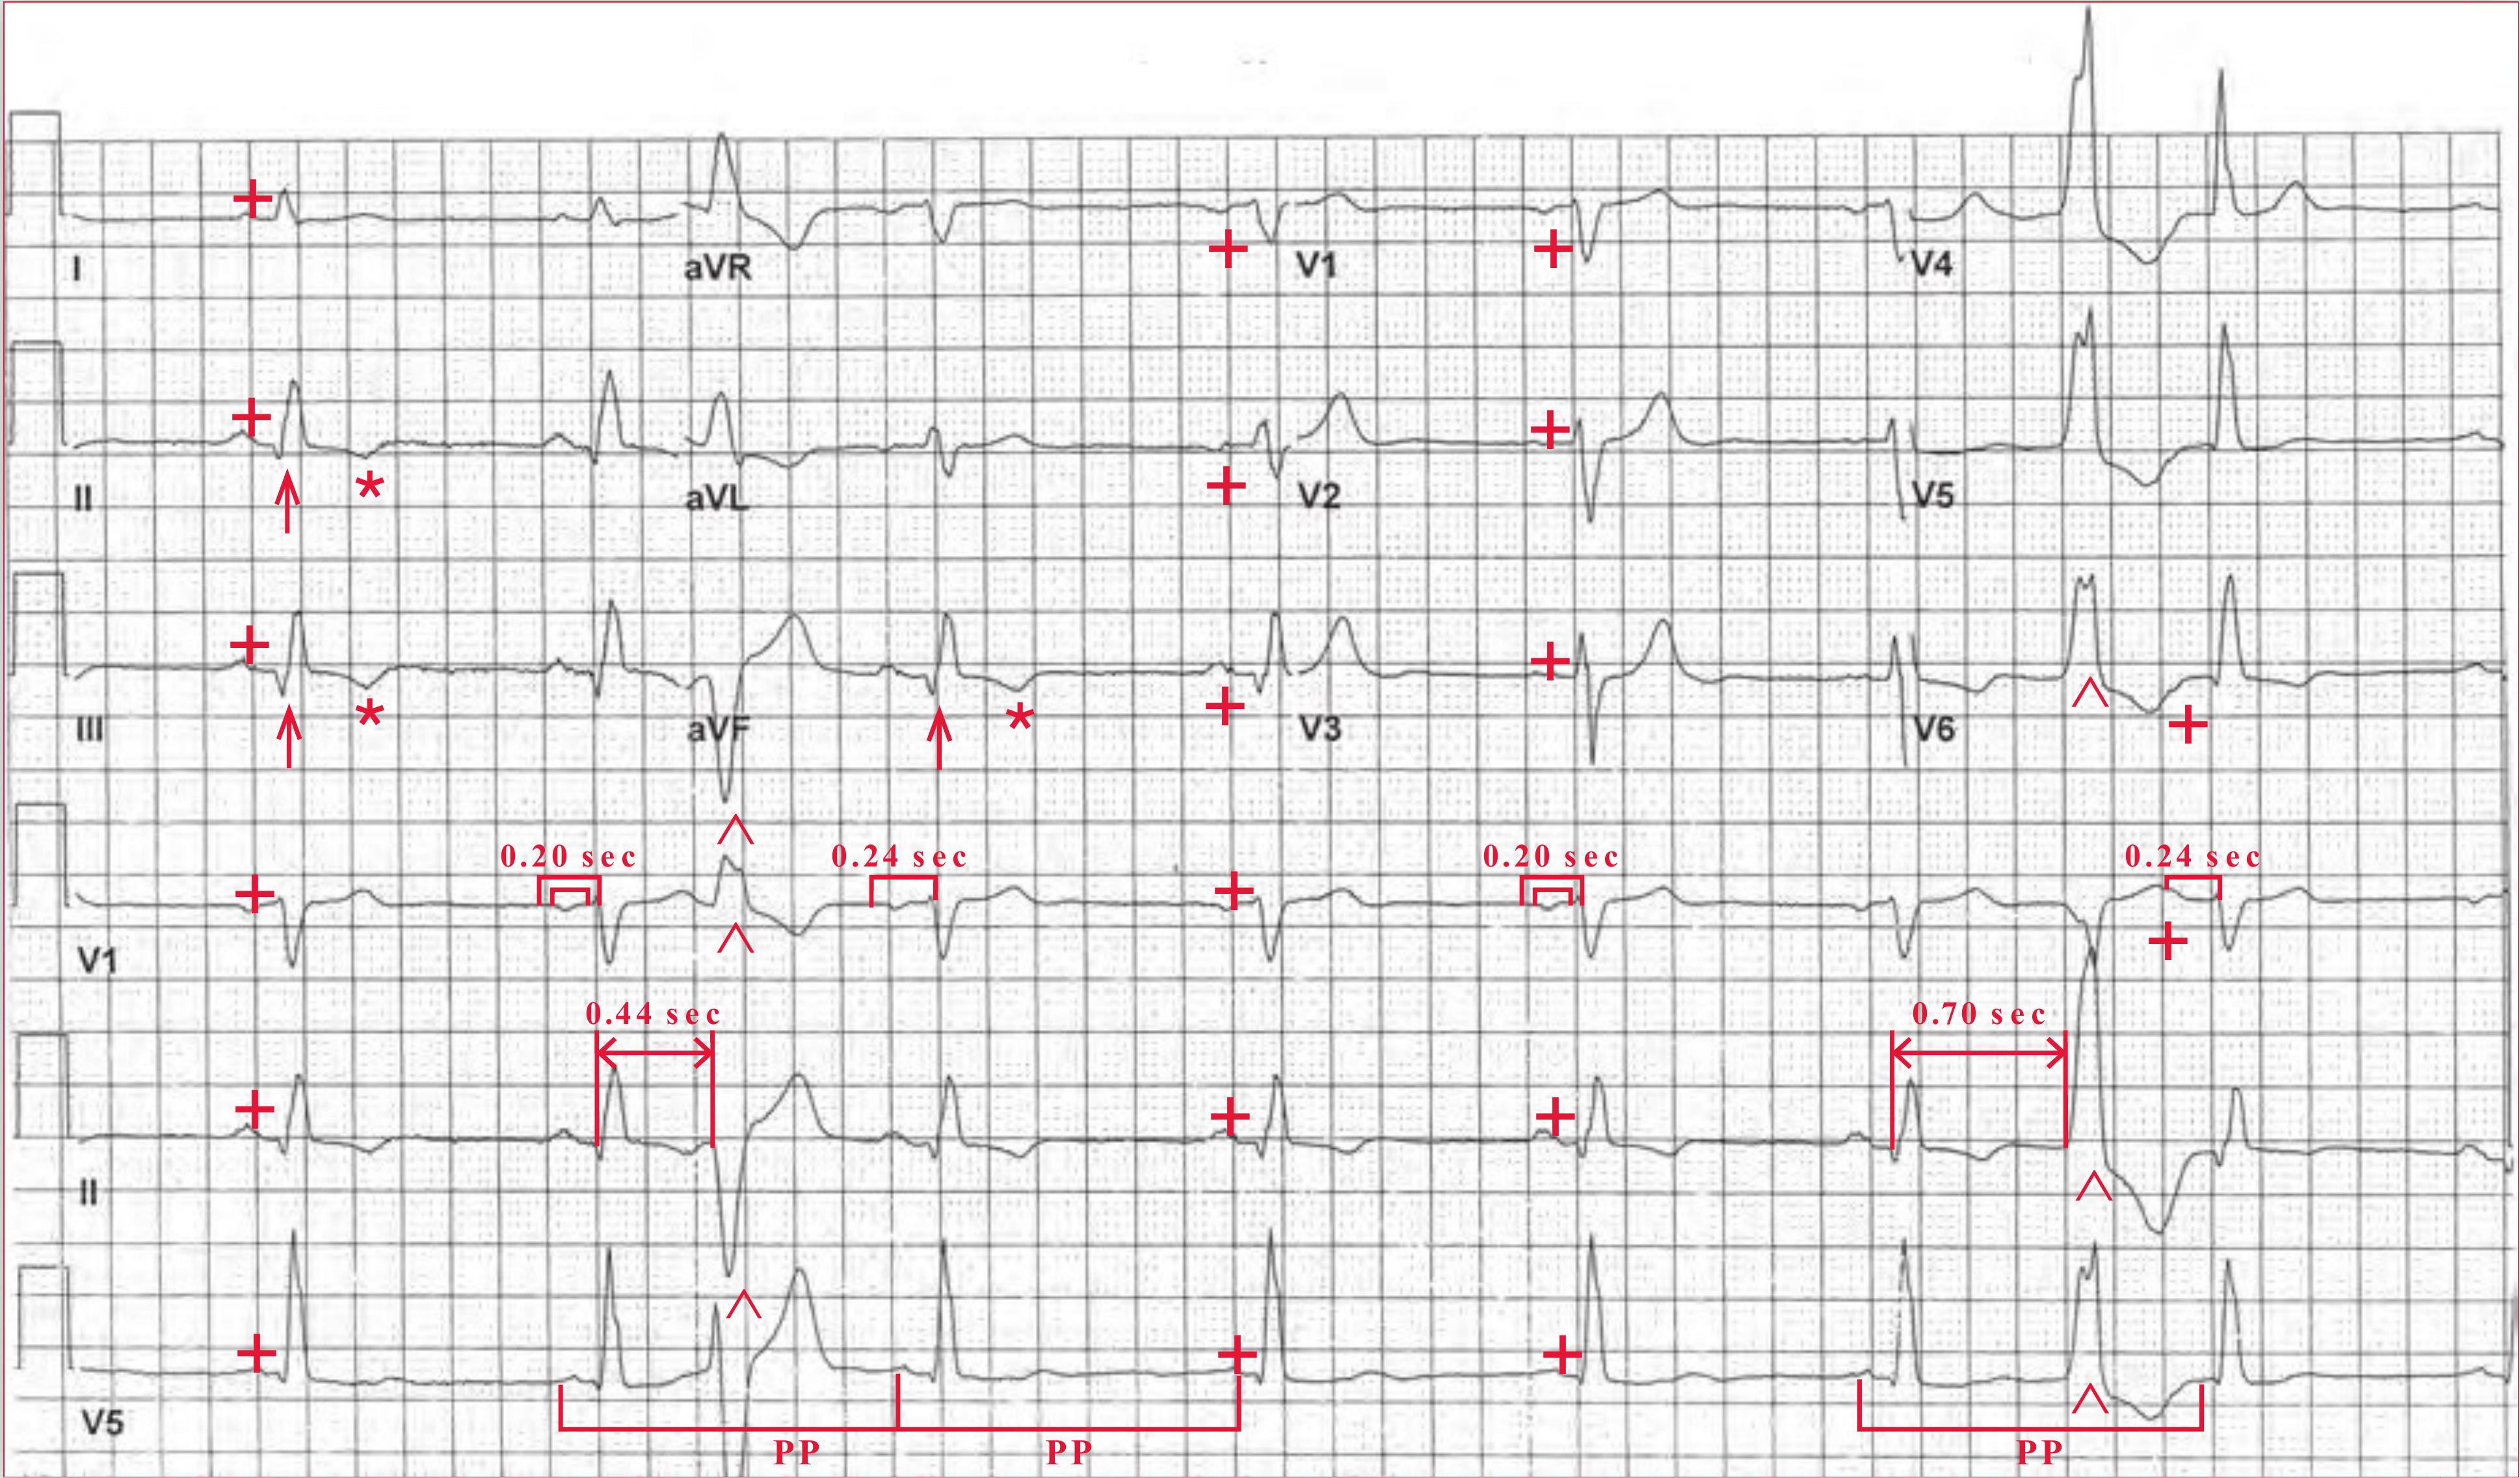 I aVR V1 V4
II aVL V2 V5
III aVF V3 V6
0.20 sec 0.24 sec 0.20 sec 0.24 sec
V1
0.44 sec 0.70 sec
II
V5
PP PP PP